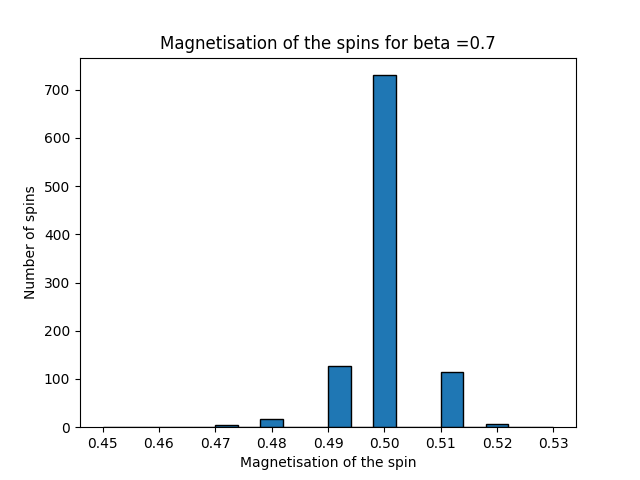 Magnetisation of the spins for beta =0.7
Number of spins
700
600
500
400
300
200
100
0
0.45 0.46 0.47 0.48 0.49 0.50 0.51 0.52 0.53
Magnetisation of the spin